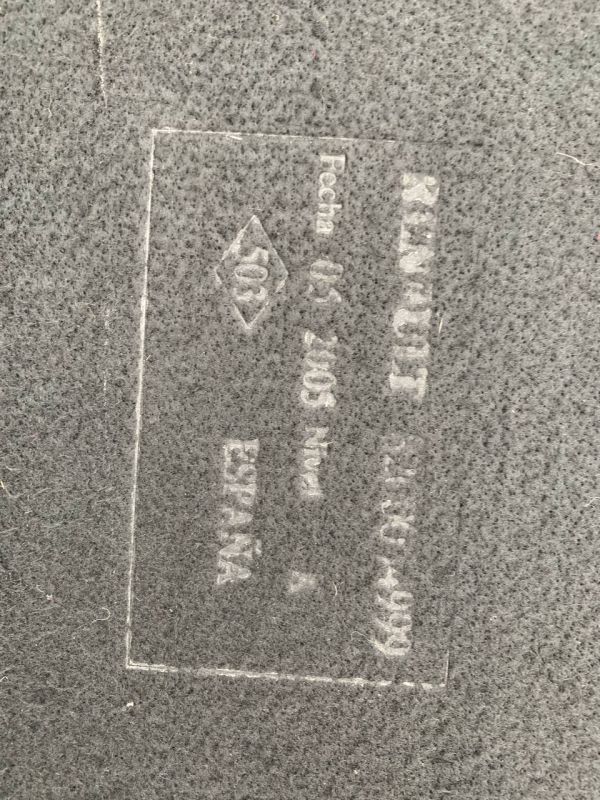 RENAULT
Fecha 05 2005 Nivel A
503 ESPAÑA